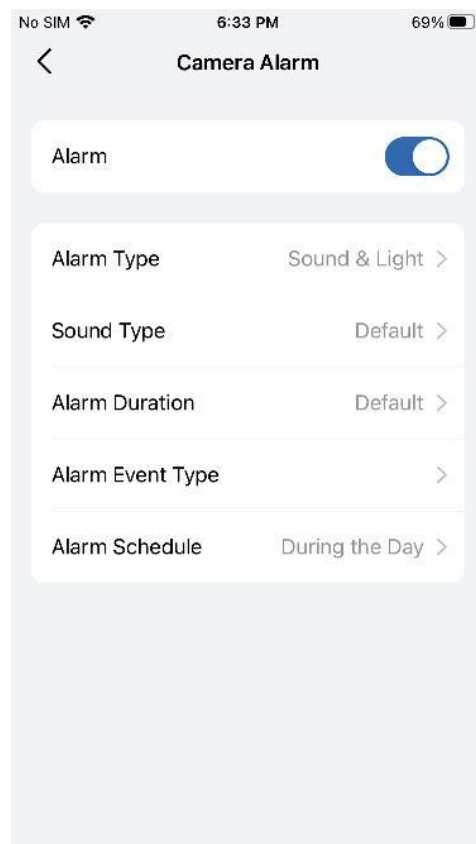 No SIM 6:33 PM 69%
Camera Alarm
Alarm
Alarm Type Sound & Light
Sound Type Default
Alarm Duration Default
Alarm Event Type
Alarm Schedule During the Day